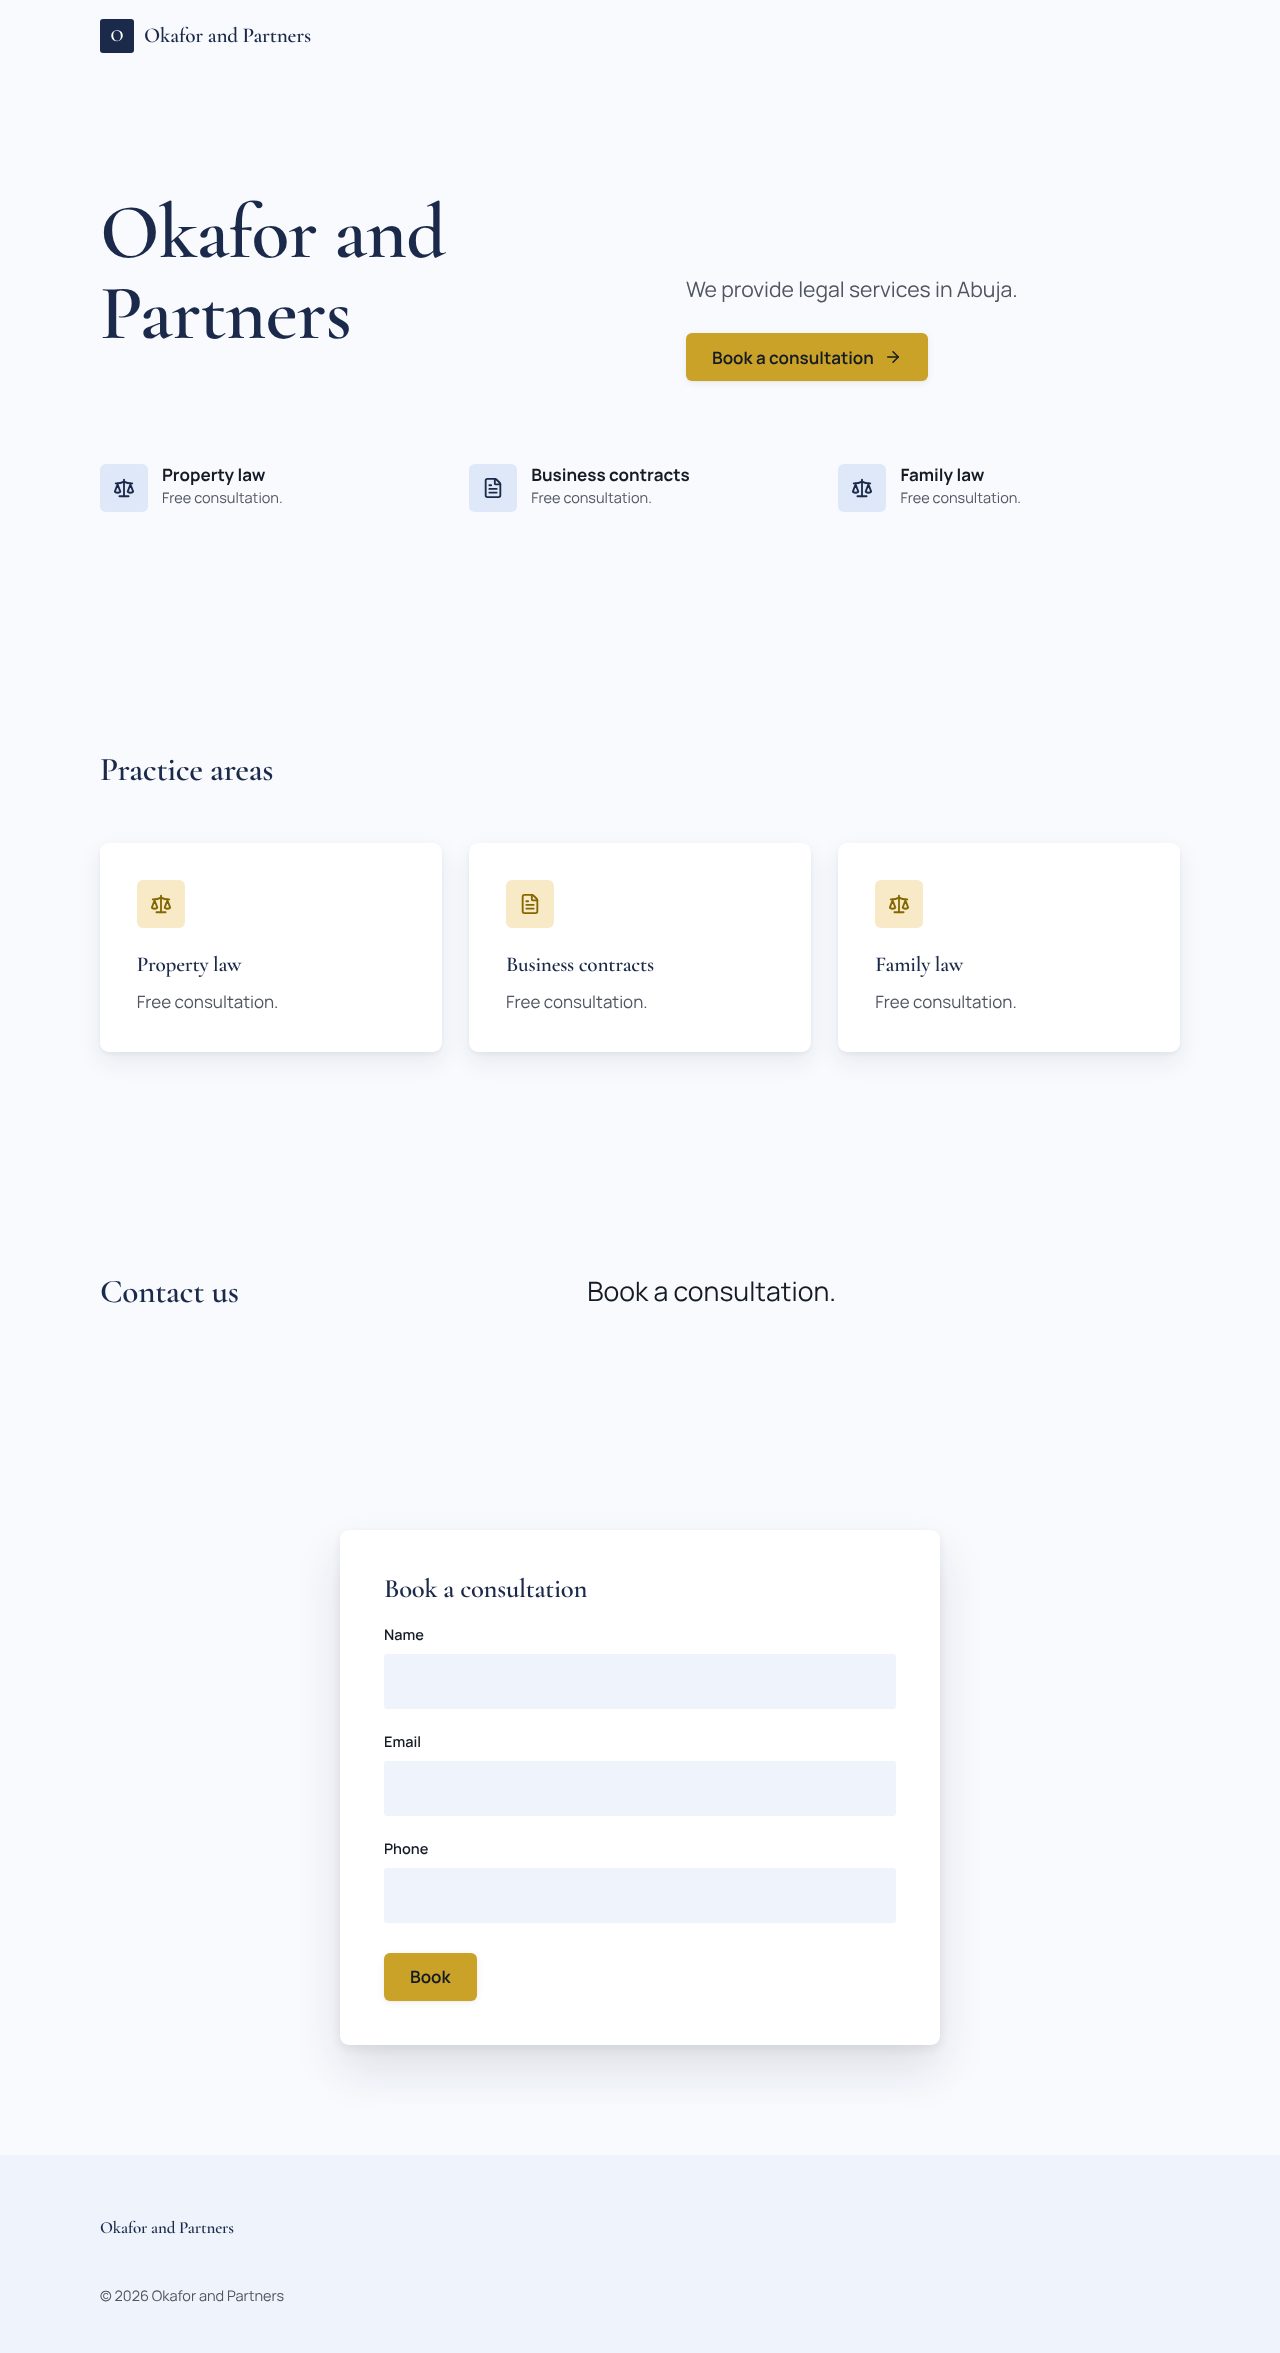 O Okafor and Partners
Okafor and
Partners
We provide legal services in Abuja.
Book a consultation
Property law
Free consultation.
Business contracts
Free consultation.
Family law
Free consultation.
Practice areas
Property law
Free consultation.
Business contracts
Free consultation.
Family law
Free consultation.
Contact us
Book a consultation.
Book a consultation
Name
Email
Phone
Book
Okafor and Partners
© 2026 Okafor and Partners